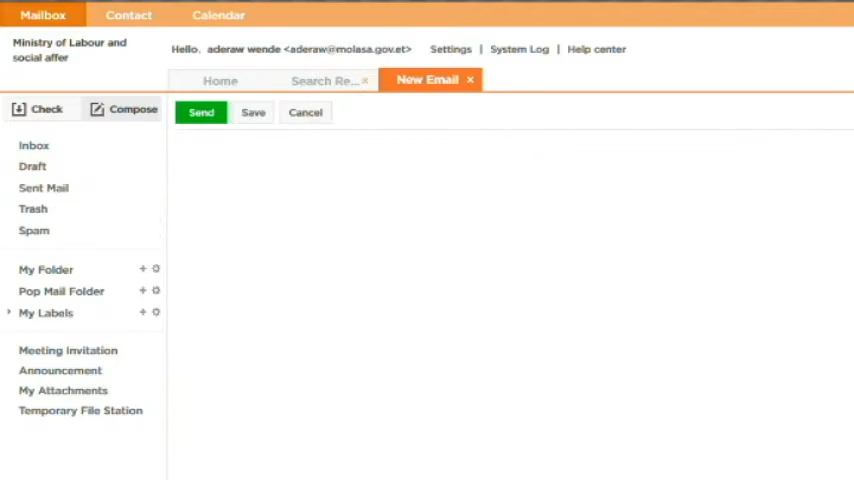 Mailbox Contact Calendar
Ministry of Labour and
social affer
Hello, aderaw wende <aderaw@molasa.gov.et> Settings | System Log | Help center
Home Search Re... × New Email ×
Check Compose
Send Save Cancel
Inbox
Draft
Sent Mail
Trash
Spam
My Folder +
Pop Mail Folder +
My Labels +
Meeting Invitation
Announcement
My Attachments
Temporary File Station